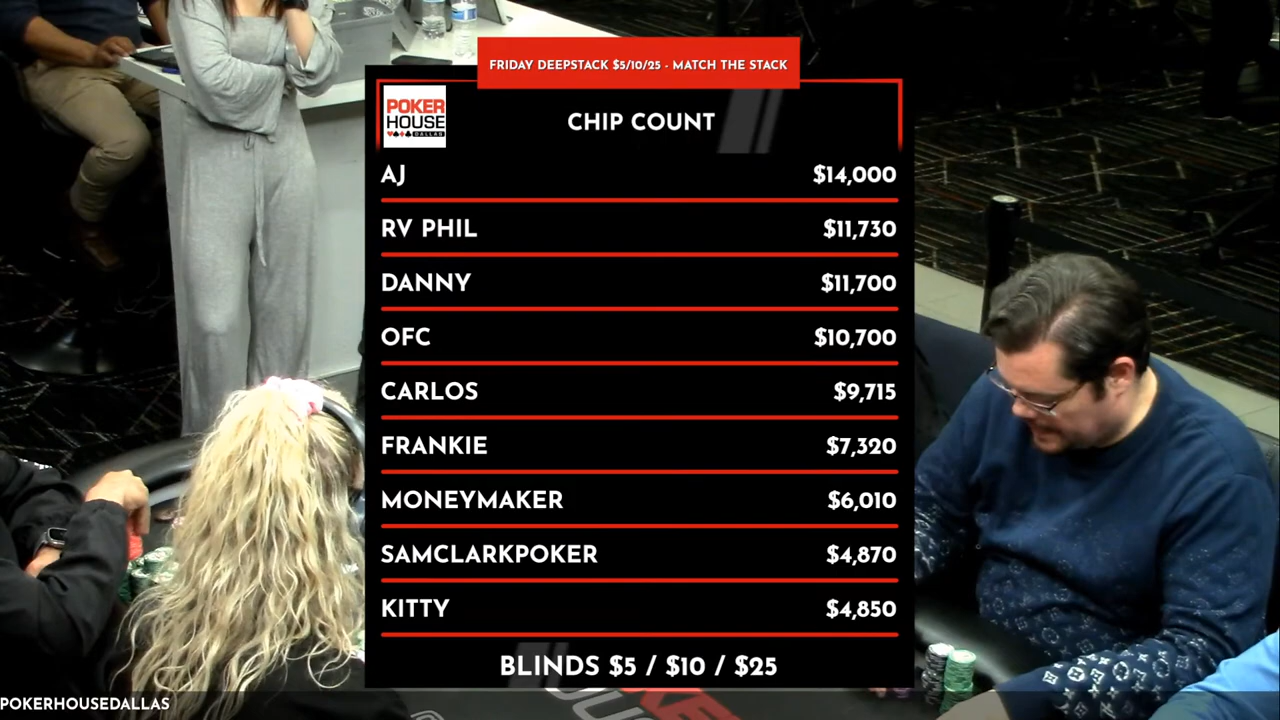 FRIDAY DEEPSTACK $5/10/25 - MATCH THE STACK
POKER
HOUSE
DALLAS
CHIP COUNT
AJ $14,000
RV PHIL $11,730
DANNY $11,700
OFC $10,700
CARLOS $9,715
FRANKIE $7,320
MONEYMAKER $6,010
SAMCLARKPOKER $4,870
KITTY $4,850
BLINDS $5 / $10 / $25
POKERHOUSEDALLAS